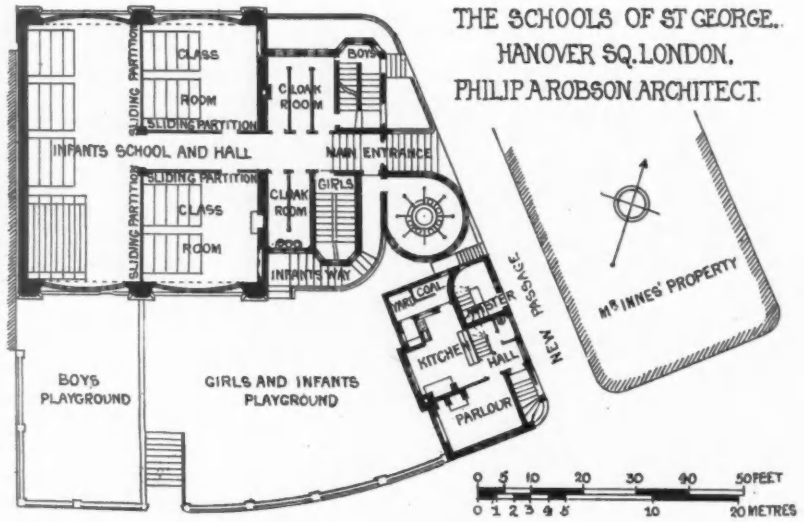 THE SCHOOLS OF ST GEORGE.
HANOVER SQ. LONDON.
PHILIP A. ROBSON ARCHITECT.
CLASS
ROOM
SLIDING PARTITION
SLIDING PARTITION
CLOAK
ROOM
BOYS
INFANTS SCHOOL AND HALL
MAIN ENTRANCE
SLIDING PARTITION
SLIDING PARTITION
CLASS
ROOM
CLOAK
ROOM
GIRLS
INFANTS WAY
NEW PASSAGE
MRS INNES' PROPERTY
YARD
COAL
KITCHEN
HALL
PARLOUR
BOYS
PLAYGROUND
GIRLS AND INFANTS
PLAYGROUND
0 5 10 20 30 40 50 FEET
0 1 2 3 4 5 10 20 METRES